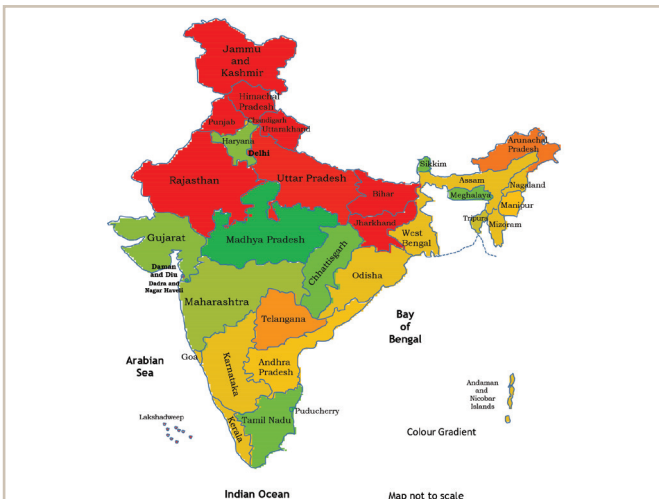 Jammu
and
Kashmir
Himachal
Pradesh
Punjab
Chandigarh
Uttarukhand
Haryana
Delhi
Arunachal
Pradesh
Sikkim
Assam
Nagaland
Meghalaya
Manipur
Tripura
Mizoram
Rajasthan
Uttar Pradesh
Bihar
Jharkhand
West
Bengal
Gujarat
Madhya Pradesh
Chhattisgarh
Odisha
Daman
and Diu
Dadra and
Nagar Haveli
Maharashtra
Telangana
Bay
of
Bengal
Arabian
Sea
Goa
Karnataka
Andhra
Pradesh
Andaman
and
Nicobar
Islands
Lakshadweep
Kerala
Tamil Nadu
Puducherry
Colour Gradient
Indian Ocean
Map not to scale